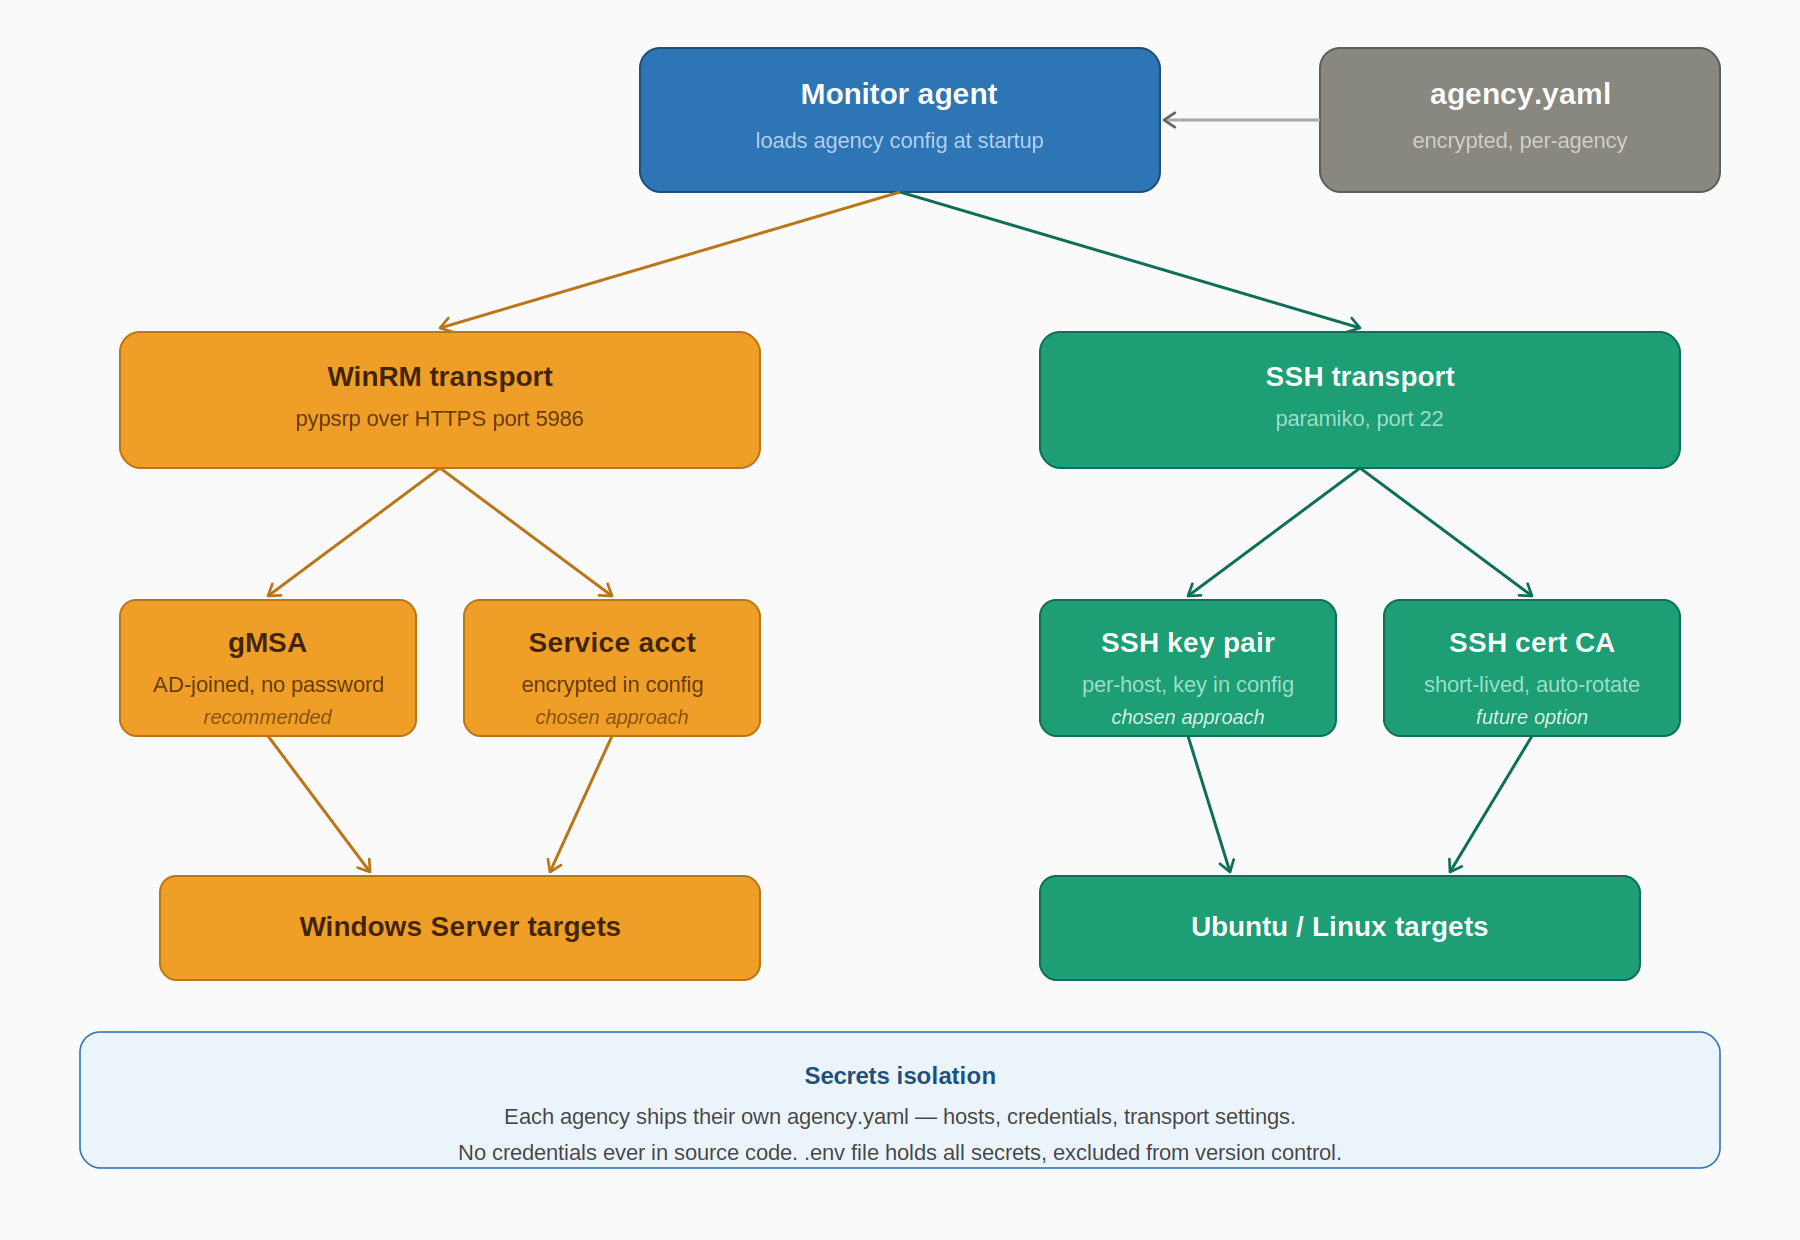 Monitor agent
loads agency config at startup
agency.yaml
encrypted, per-agency
WinRM transport
pypsrp over HTTPS port 5986
SSH transport
paramiko, port 22
gMSA
AD-joined, no password
recommended
Service acct
encrypted in config
chosen approach
SSH key pair
per-host, key in config
chosen approach
SSH cert CA
short-lived, auto-rotate
future option
Windows Server targets
Ubuntu / Linux targets
Secrets isolation
Each agency ships their own agency.yaml — hosts, credentials, transport settings.
No credentials ever in source code. .env file holds all secrets, excluded from version control.